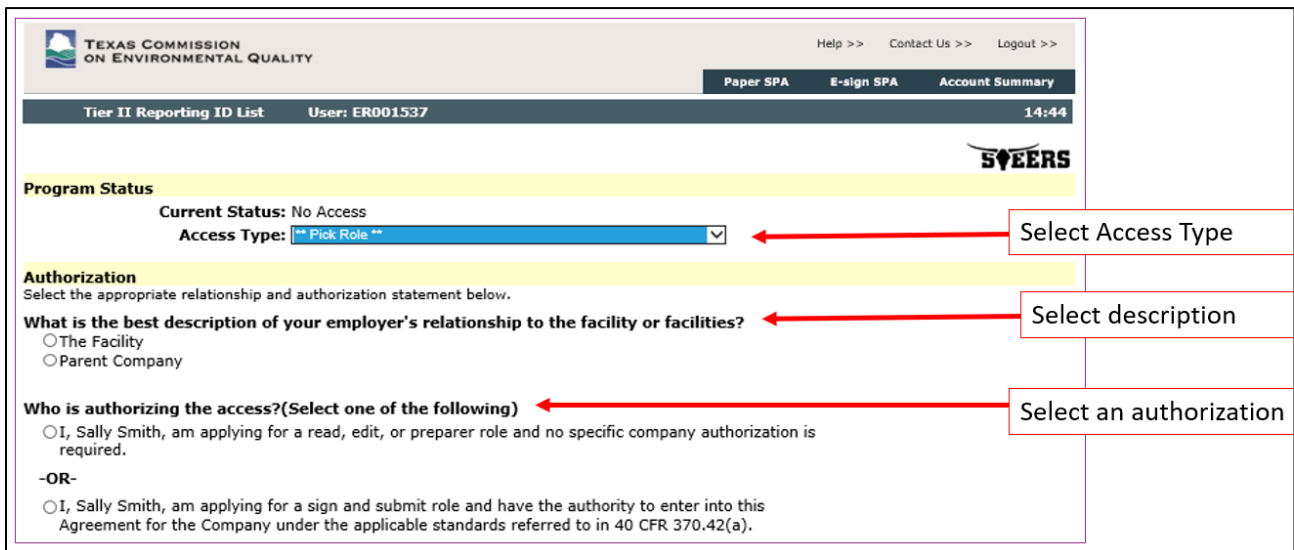 TEXAS COMMISSION
ON ENVIRONMENTAL QUALITY
Help >> Contact Us >> Logout >>
Paper SPA E-sign SPA Account Summary
Tier II Reporting ID List User: ER001537 14:44
STEERS
Program Status
Current Status: No Access
Access Type: ** Pick Role **
Select Access Type
Authorization
Select the appropriate relationship and authorization statement below.
What is the best description of your employer's relationship to the facility or facilities?
Select description
The Facility
Parent Company
Who is authorizing the access?(Select one of the following)
Select an authorization
I, Sally Smith, am applying for a read, edit, or preparer role and no specific company authorization is
required.
-OR-
I, Sally Smith, am applying for a sign and submit role and have the authority to enter into this
Agreement for the Company under the applicable standards referred to in 40 CFR 370.42(a).